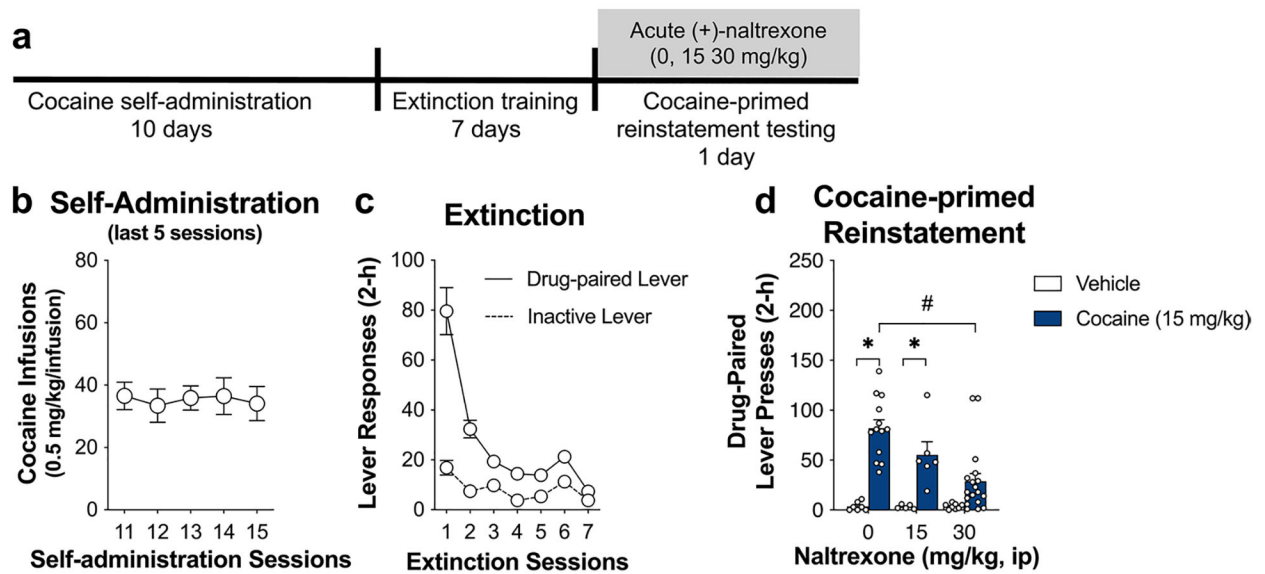 a
Acute (+)-naltrexone
(0, 15 30 mg/kg)
Cocaine self-administration
10 days
Extinction training
7 days
Cocaine-primed
reinstatement testing
1 day
b Self-Administration
(last 5 sessions)
Cocaine Infusions
(0.5 mg/kg/infusion)
80
60
40
20
0
11 12 13 14 15
Self-administration Sessions
c Extinction
Lever Responses (2-h)
100
80
60
40
20
0
Drug-paired Lever
Inactive Lever
1 2 3 4 5 6 7
Extinction Sessions
d Cocaine-primed
Reinstatement
Drug-Paired
Lever Presses (2-h)
250
200
150
100
50
0
#
* *
0 15 30
Naltrexone (mg/kg, ip)
Vehicle
Cocaine (15 mg/kg)